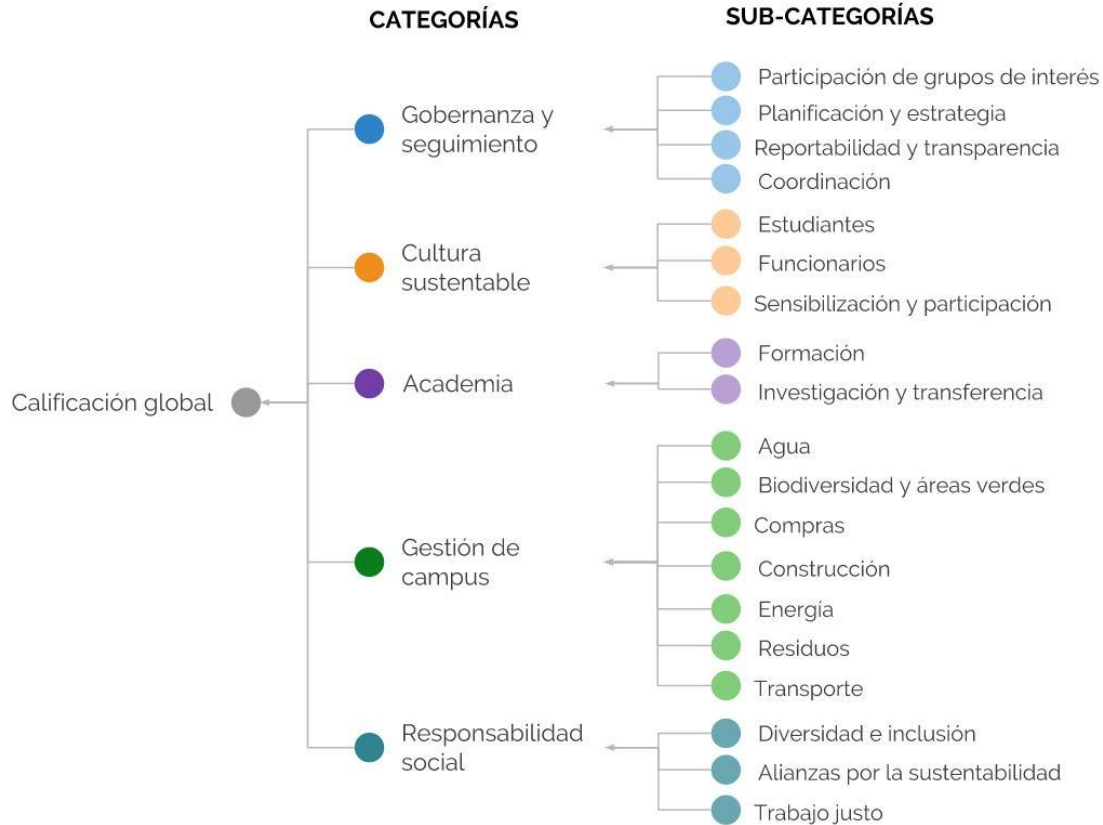 CATEGORÍAS
SUB-CATEGORÍAS
Calificación global
Gobernanza y
seguimiento
Participación de grupos de interés
Planificación y estrategia
Reportabilidad y transparencia
Coordinación
Cultura
sustentable
Estudiantes
Funcionarios
Sensibilización y participación
Academia
Formación
Investigación y transferencia
Gestión de
campus
Agua
Biodiversidad y áreas verdes
Compras
Construcción
Energía
Residuos
Transporte
Responsabilidad
social
Diversidad e inclusión
Alianzas por la sustentabilidad
Trabajo justo